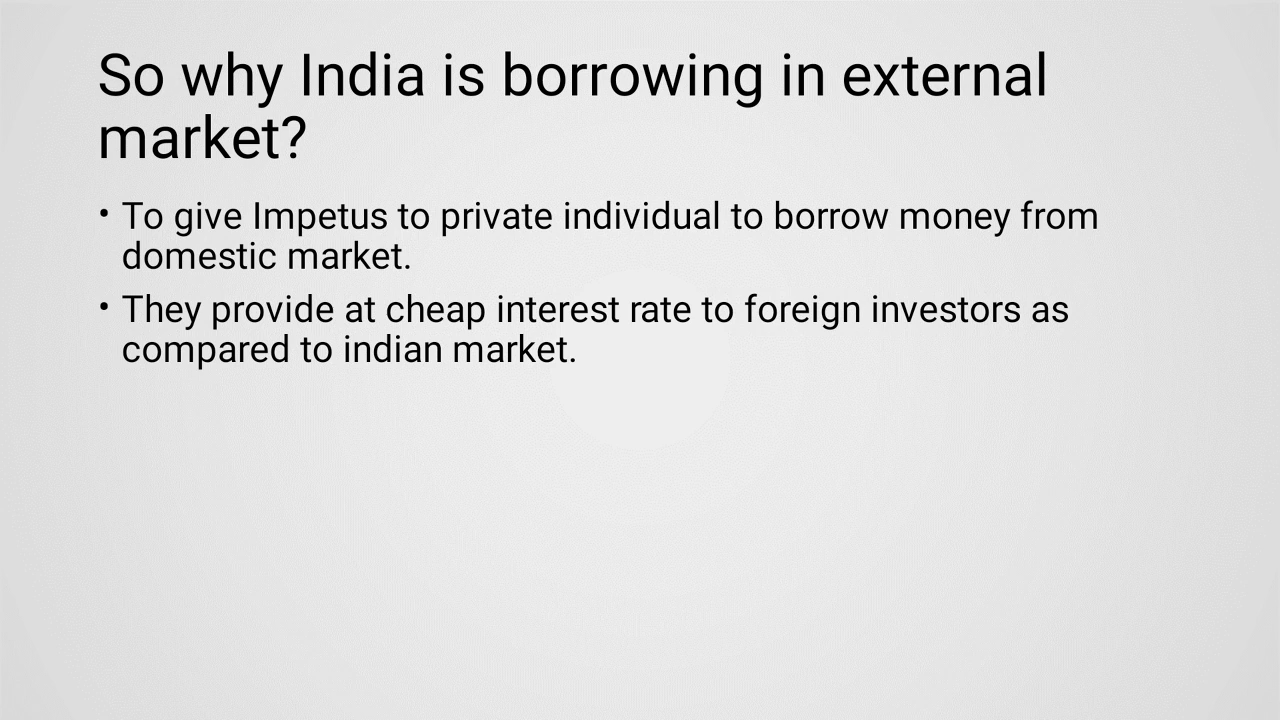 So why India is borrowing in external
market?
• To give Impetus to private individual to borrow money from
domestic market.
• They provide at cheap interest rate to foreign investors as
compared to indian market.